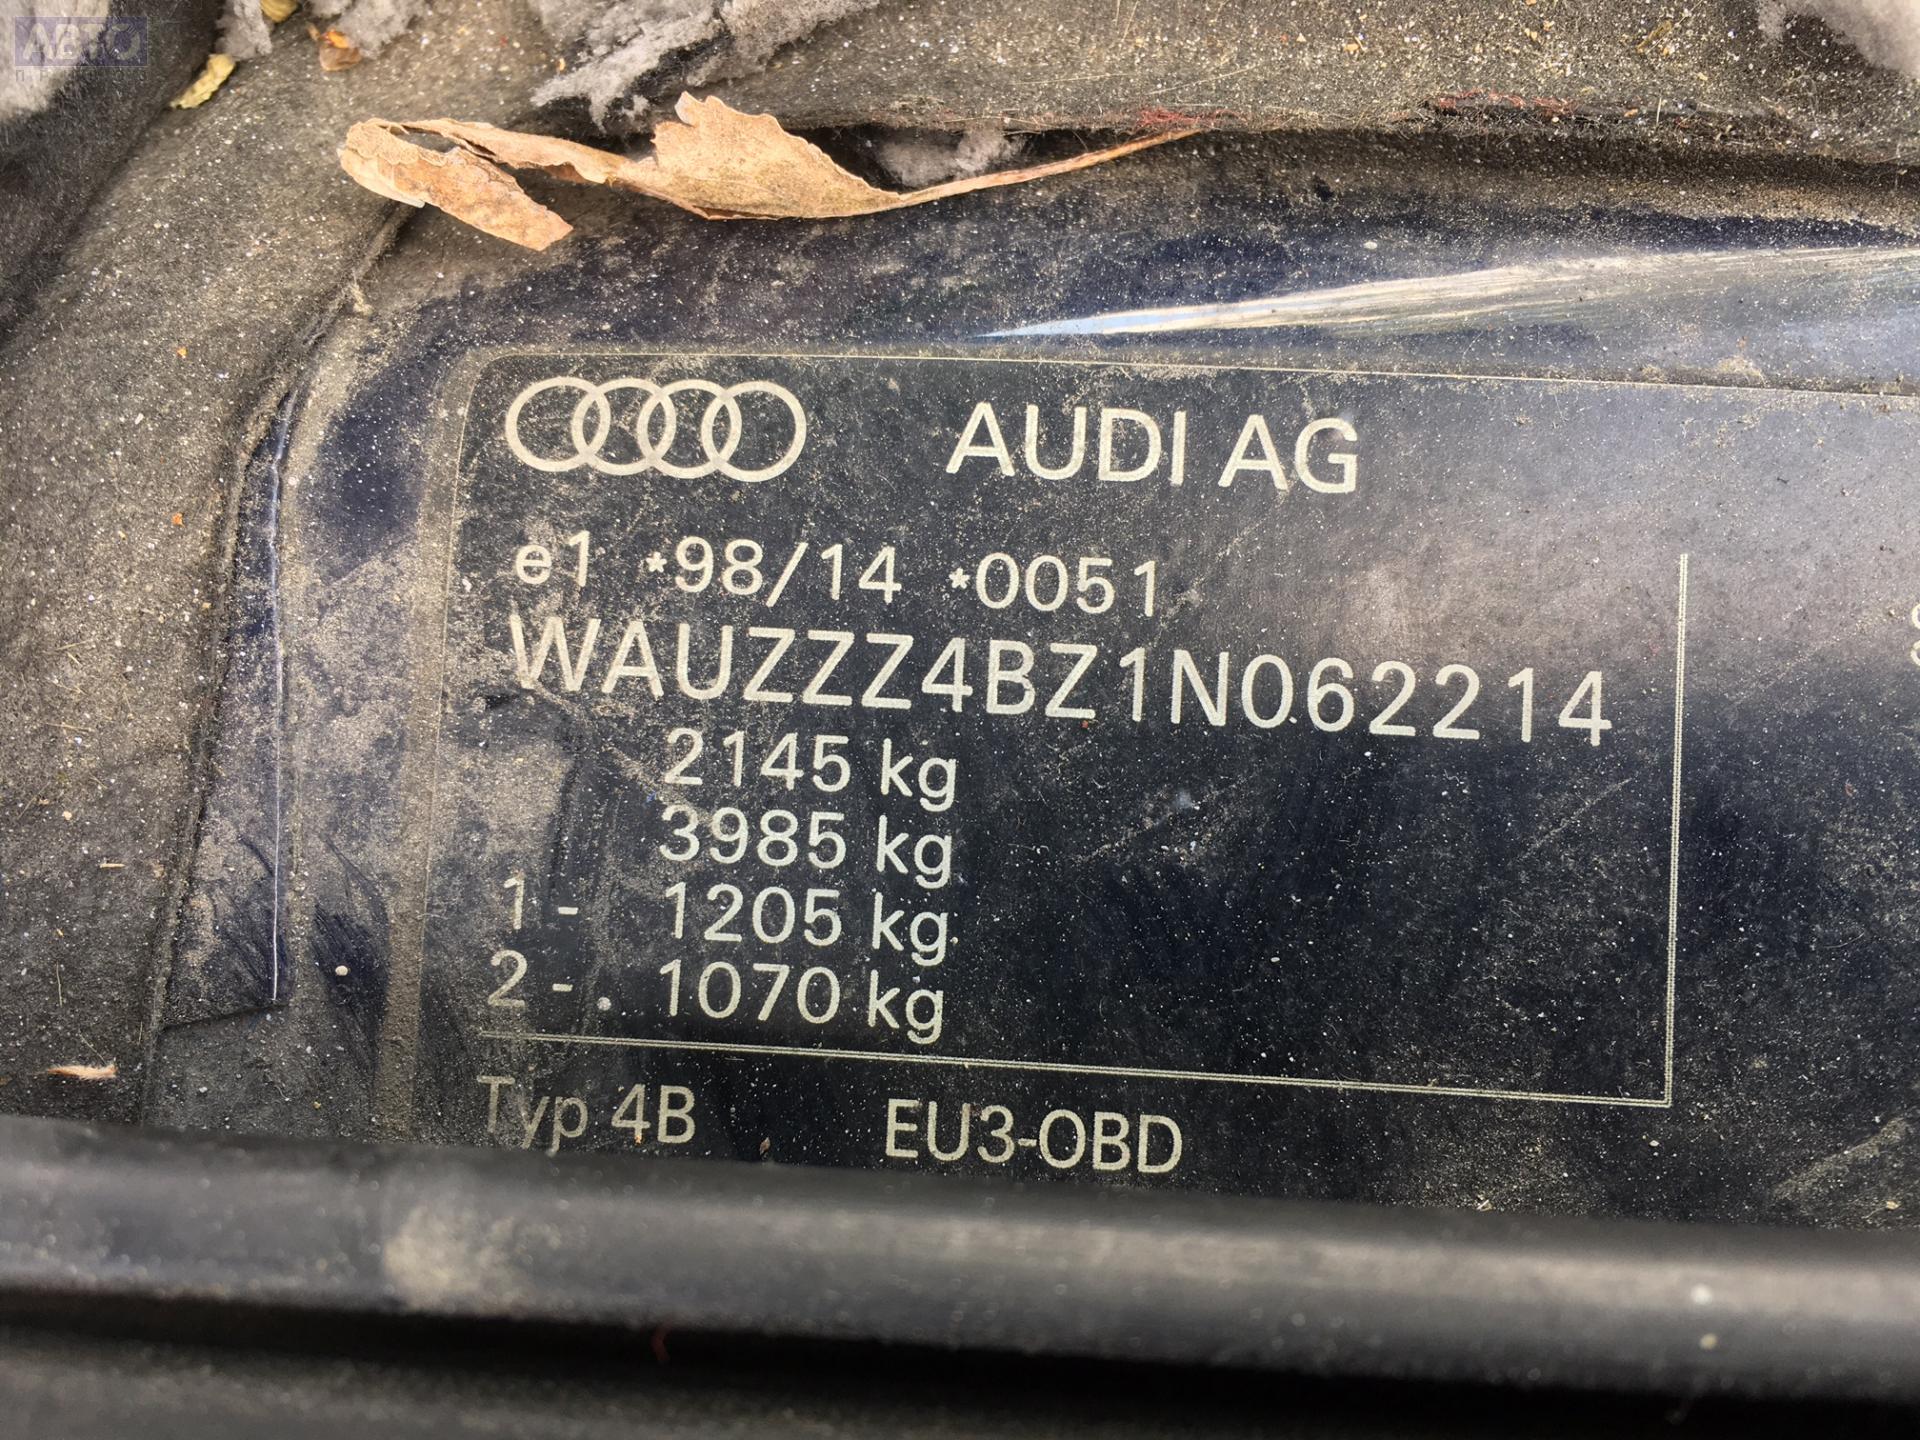 АВТО
AUDI AG
e1 *98/14 *0051
WAUZZZ4BZ1N062214
2145 kg
3985 kg
1 - 1205 kg
2 - 1070 kg
Typ 4B EU3-OBD